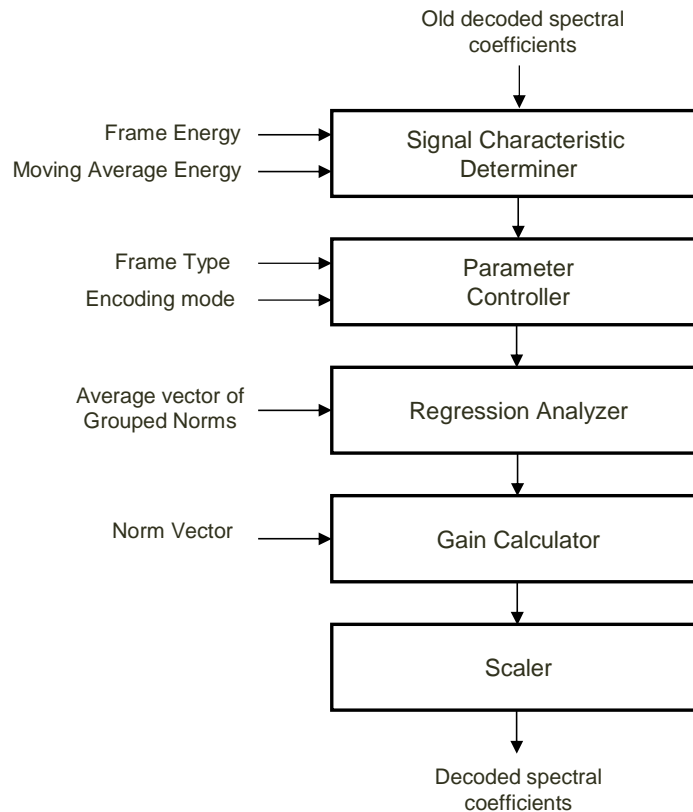 Old decoded spectral
coefficients
Frame Energy
Moving Average Energy
Signal Characteristic
Determiner
Frame Type
Encoding mode
Parameter
Controller
Average vector of
Grouped Norms
Regression Analyzer
Norm Vector
Gain Calculator
Scaler
Decoded spectral
coefficients